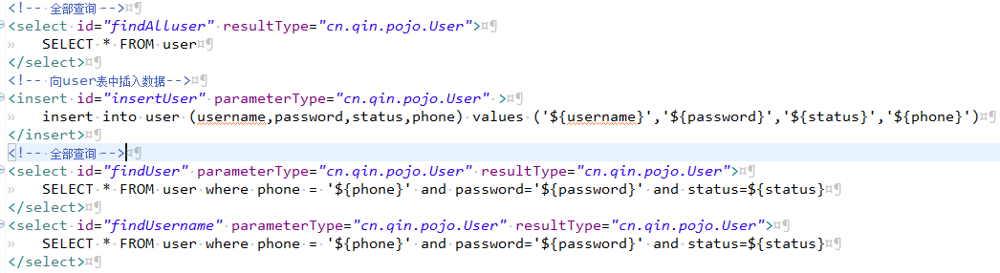 <!-- 全部查询 -->
<select id="findAlluser" resultType="cn.qin.pojo.User">
    SELECT * FROM user
</select>
<!-- 向user表中插入数据-->
<insert id="insertUser" parameterType="cn.qin.pojo.User" >
    insert into user (username,password,status,phone) values ('${username}','${password}','${status}','${phone}')
</insert>
<!-- 全部查询 -->
<select id="findUser" parameterType="cn.qin.pojo.User" resultType="cn.qin.pojo.User">
    SELECT * FROM user where phone = '${phone}' and password='${password}' and status=${status}
</select>
<select id="findUsername" parameterType="cn.qin.pojo.User" resultType="cn.qin.pojo.User">
    SELECT * FROM user where phone = '${phone}' and password='${password}' and status=${status}
</select>